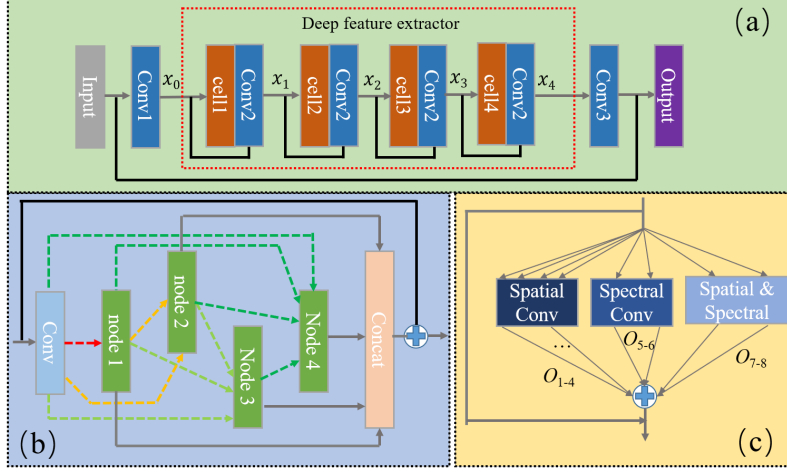 Deep feature extractor
(a)
Input
Conv1
x0
cell1
Conv2
x1
cell2
Conv2
x2
cell3
Conv2
x3
cell4
Conv2
x4
Conv3
Output
Conv
node 1
node 2
Node 3
Node 4
Concat
(b)
Spatial
Conv
Spectral
Conv
Spatial &
Spectral
...
O1-4
O5-6
O7-8
(c)